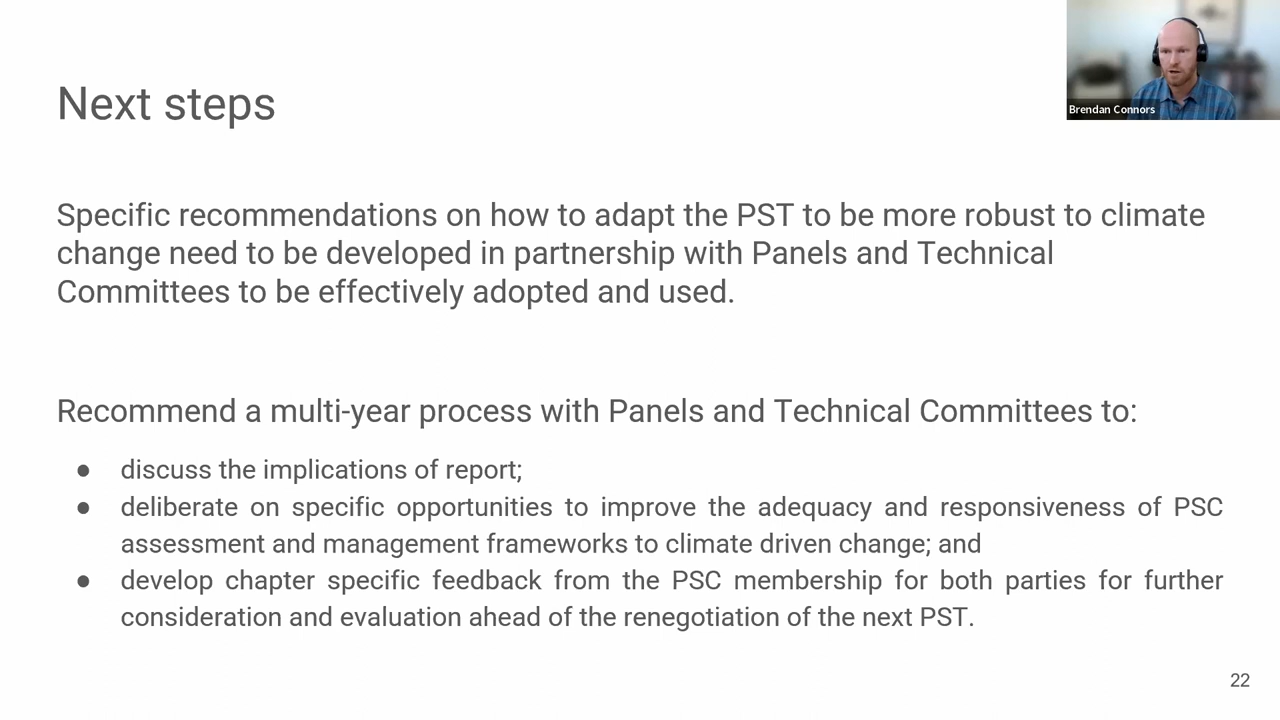 Brendan Connors
Next steps
Specific recommendations on how to adapt the PST to be more robust to climate
change need to be developed in partnership with Panels and Technical
Committees to be effectively adopted and used.
Recommend a multi-year process with Panels and Technical Committees to:
● discuss the implications of report;
● deliberate on specific opportunities to improve the adequacy and responsiveness of PSC
assessment and management frameworks to climate driven change; and
● develop chapter specific feedback from the PSC membership for both parties for further
consideration and evaluation ahead of the renegotiation of the next PST.
22